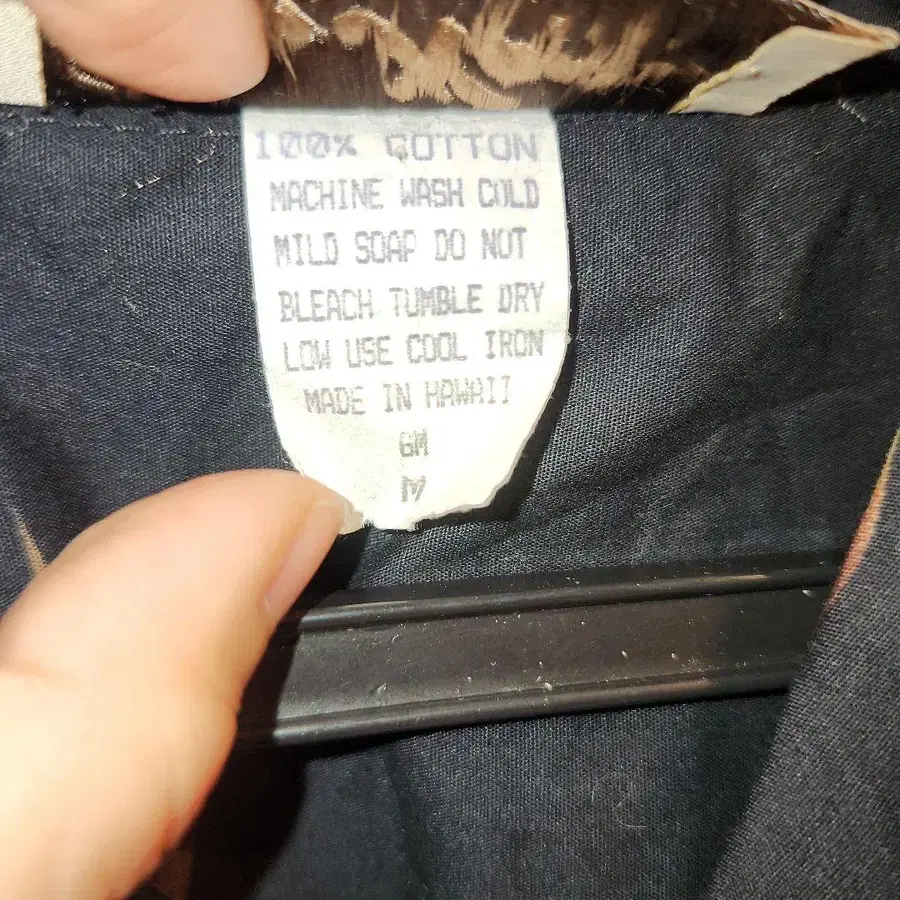 100% COTTON
MACHINE WASH COLD
MILD SOAP DO NOT
BLEACH TUMBLE DRY
LOW USE COOL IRON
MADE IN HAWAII
GM
M